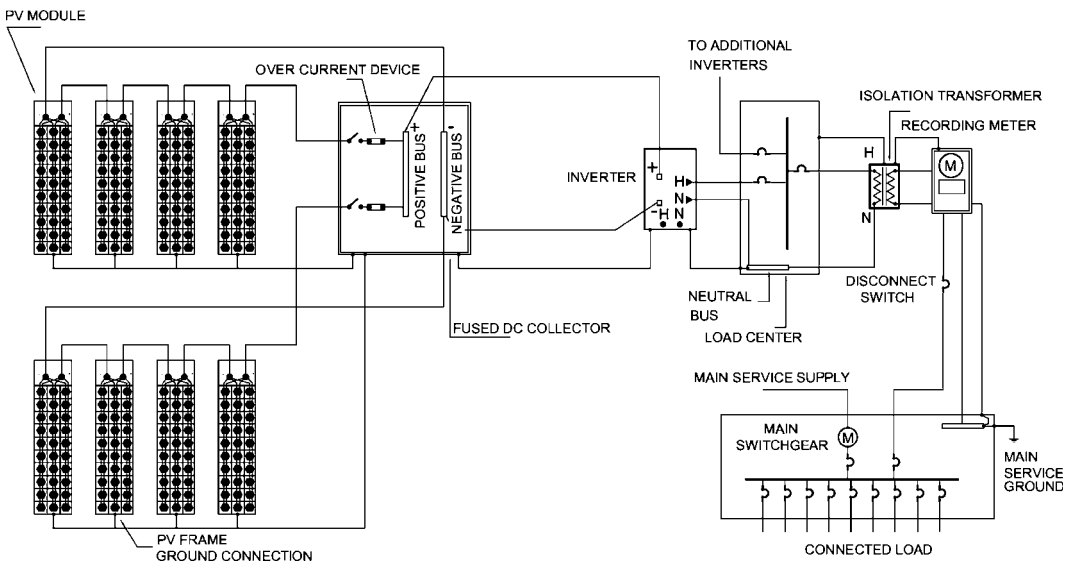 PV MODULE
OVER CURRENT DEVICE
POSITIVE BUS +
NEGATIVE BUS -
INVERTER
+
H
N
- H N
TO ADDITIONAL
INVERTERS
ISOLATION TRANSFORMER
RECORDING METER
H
N
M
DISCONNECT
SWITCH
NEUTRAL
BUS
LOAD CENTER
FUSED DC COLLECTOR
MAIN SERVICE SUPPLY
MAIN
SWITCHGEAR
M
MAIN
SERVICE
GROUND
CONNECTED LOAD
PV FRAME
GROUND CONNECTION